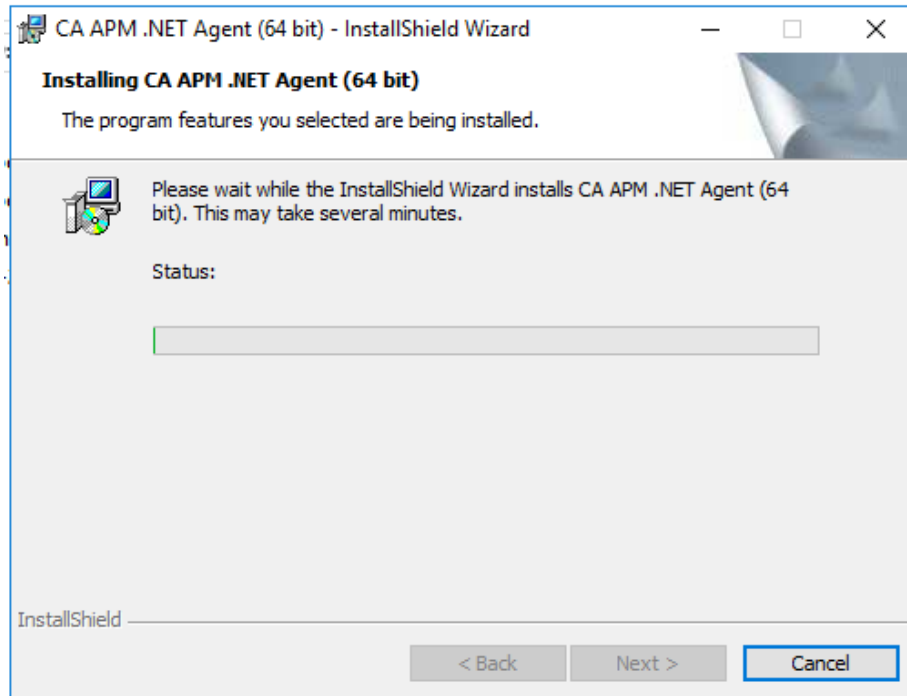 CA APM .NET Agent (64 bit) - InstallShield Wizard
Installing CA APM .NET Agent (64 bit)
The program features you selected are being installed.
Please wait while the InstallShield Wizard installs CA APM .NET Agent (64
bit). This may take several minutes.
Status:
InstallShield
< Back Next > Cancel